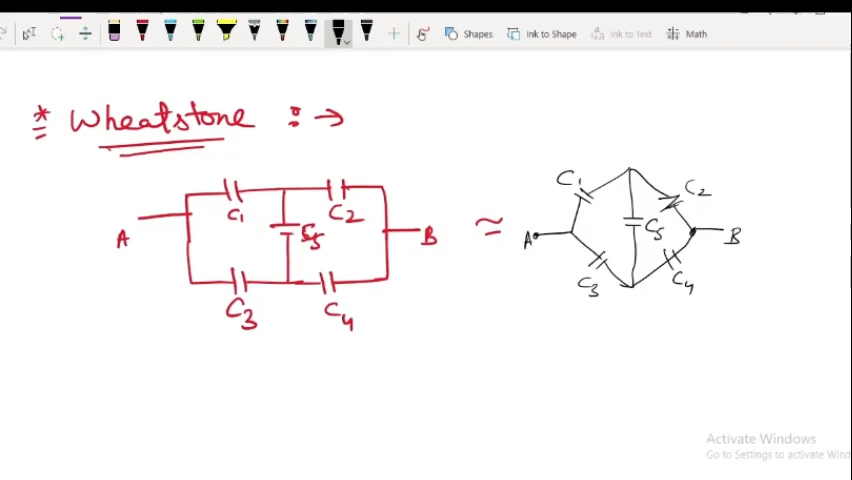 Shapes Ink to Shape Ink to Text Math
* Wheatstone : →
C1 C2
A C5 B
C3 C4
≈
C1 C2
A C5 B
C3 C4
Activate Windows
Go to Settings to activate Wind